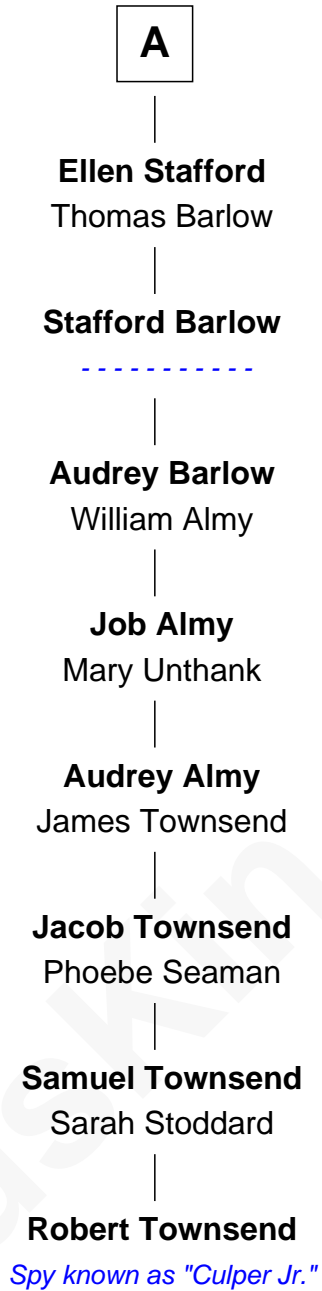 A
Ellen Stafford
Thomas Barlow
Stafford Barlow
- - - - - - - - - - -
Audrey Barlow
William Almy
Job Almy
Mary Unthank
Audrey Almy
James Townsend
Jacob Townsend
Phoebe Seaman
Samuel Townsend
Sarah Stoddard
Robert Townsend
Spy known as "Culper Jr."